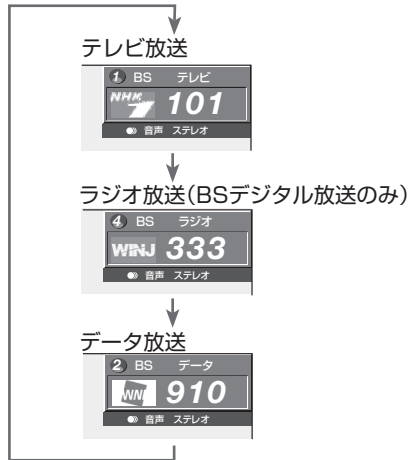 テレビ放送
1 BS テレビ
NHK 101
音声 ステレオ
ラジオ放送(BSデジタル放送のみ)
4 BS ラジオ
WINJ 333
音声 ステレオ
データ放送
2 BS データ
WNI 910
音声 ステレオ